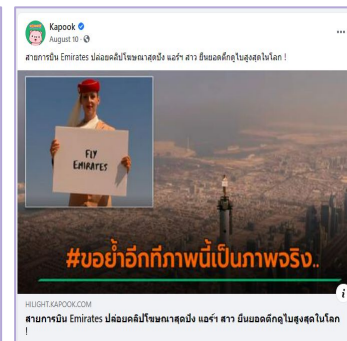 Kapook
August 10 ·
สายการบิน Emirates ปล่อยคลิปโฆษณาสุดปัง แอร์ฯ สาว ยืนยอดตึกดูไบสูงสุดในโลก !
FLY
EMIRATES
#ขอย้ำอีกทีภาพนี้เป็นภาพจริง..
HILIGHT.KAPOOK.COM
สายการบิน Emirates ปล่อยคลิปโฆษณาสุดปัง แอร์ฯ สาว ยืนยอดตึกดูไบสูงสุดในโลก
!